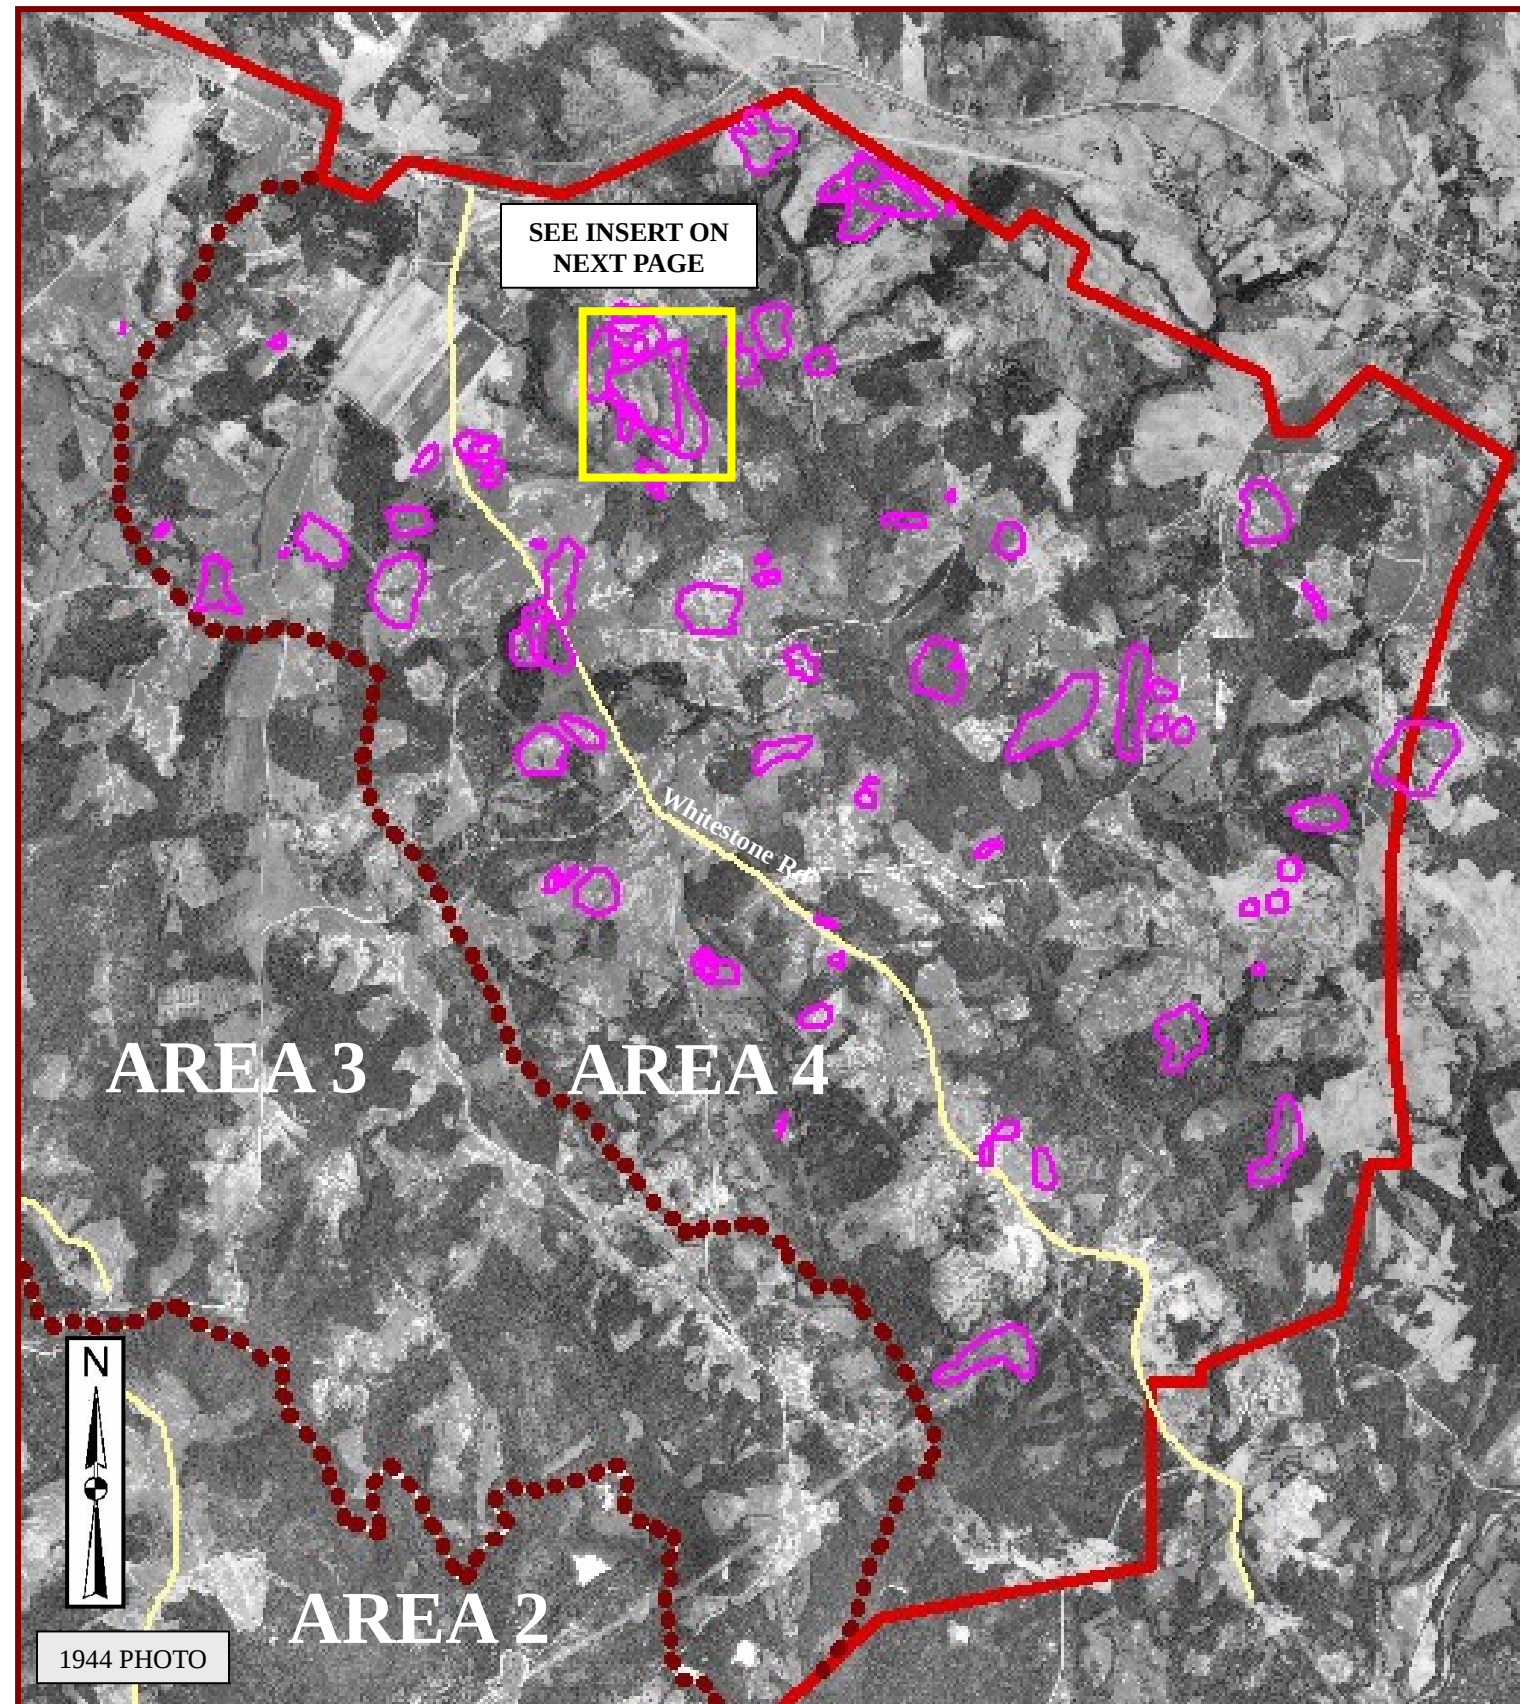 SEE INSERT ON
NEXT PAGE
Whitestone Rd
AREA 3
AREA 4
N
AREA 2
1944 PHOTO